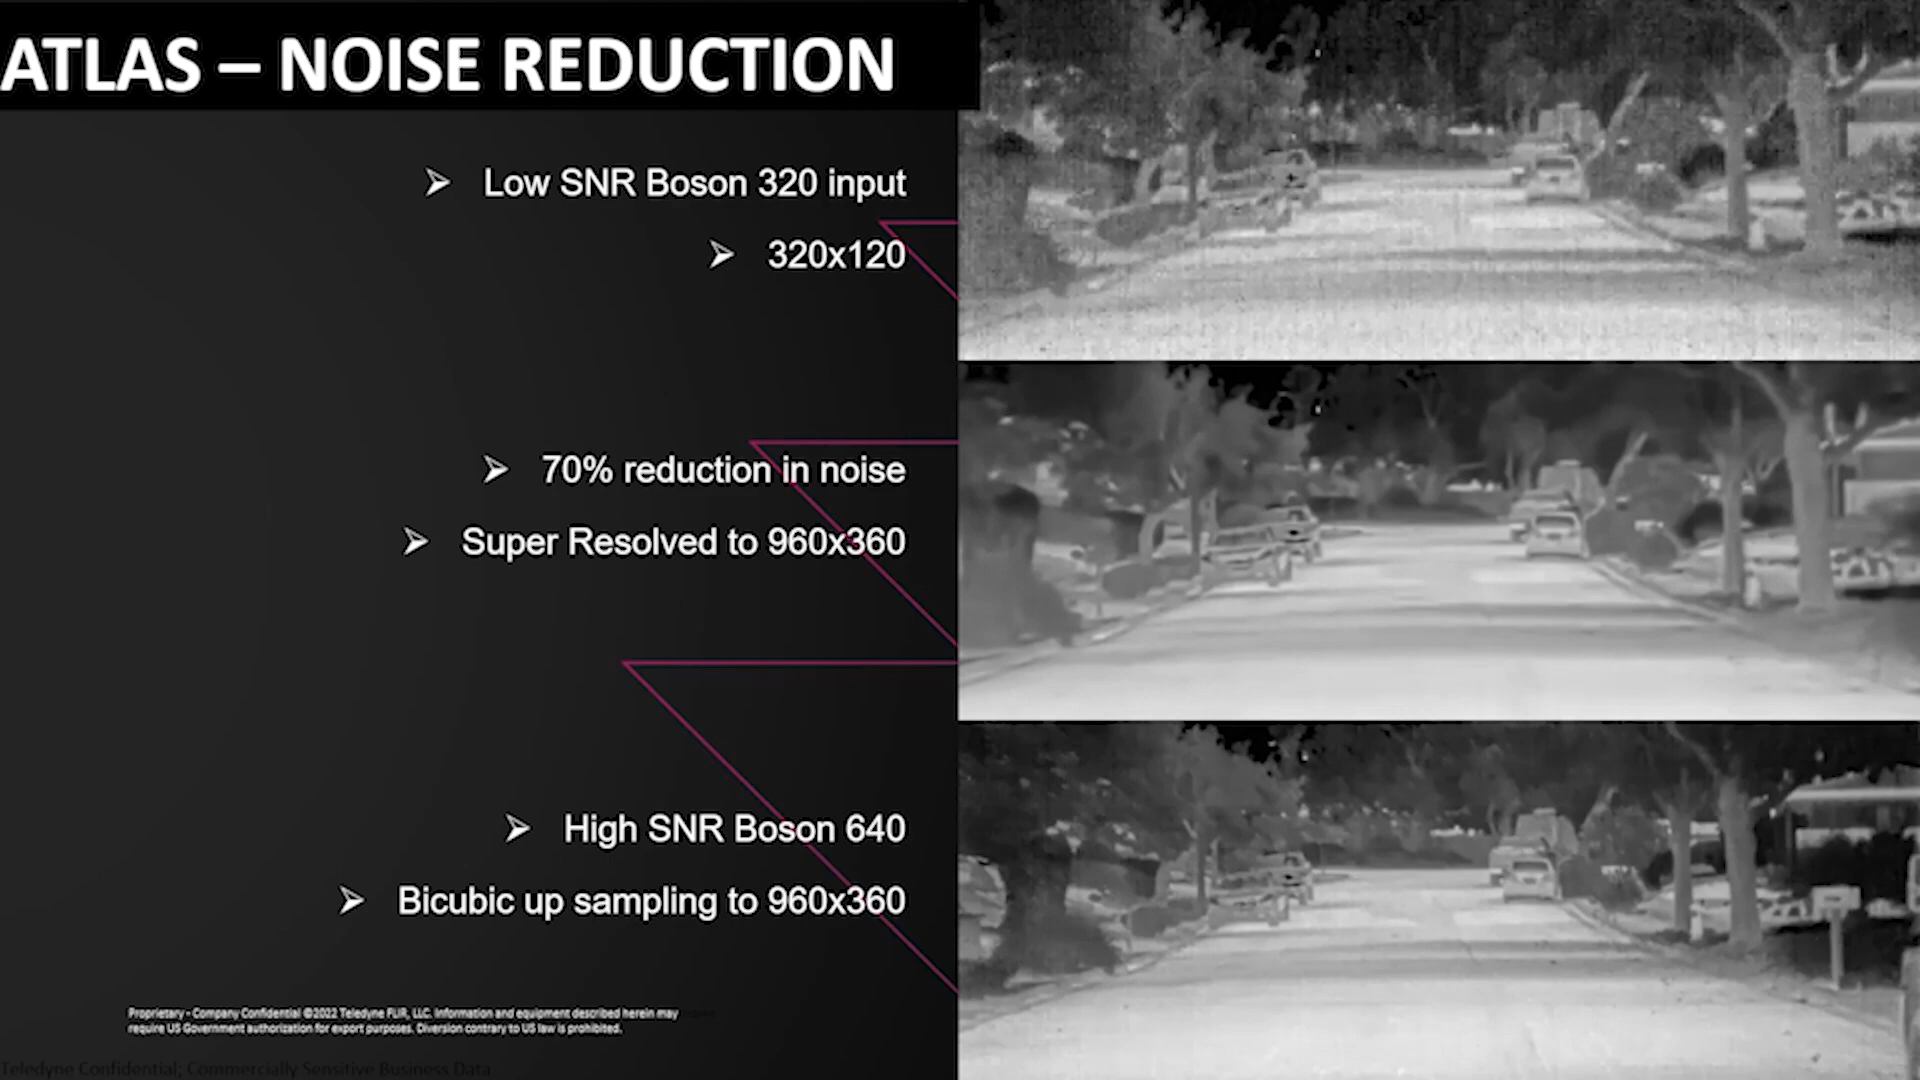 ATLAS – NOISE REDUCTION
Low SNR Boson 320 input
320x120
70% reduction in noise
Super Resolved to 960x360
High SNR Boson 640
Bicubic up sampling to 960x360
Proprietary - Company Confidential ©2022 Teledyne FLIR, LLC. Information and equipment described herein may
require US Government authorization for export purposes. Diversion contrary to US law is prohibited.
Teledyne Confidential; Commercially Sensitive Business Data